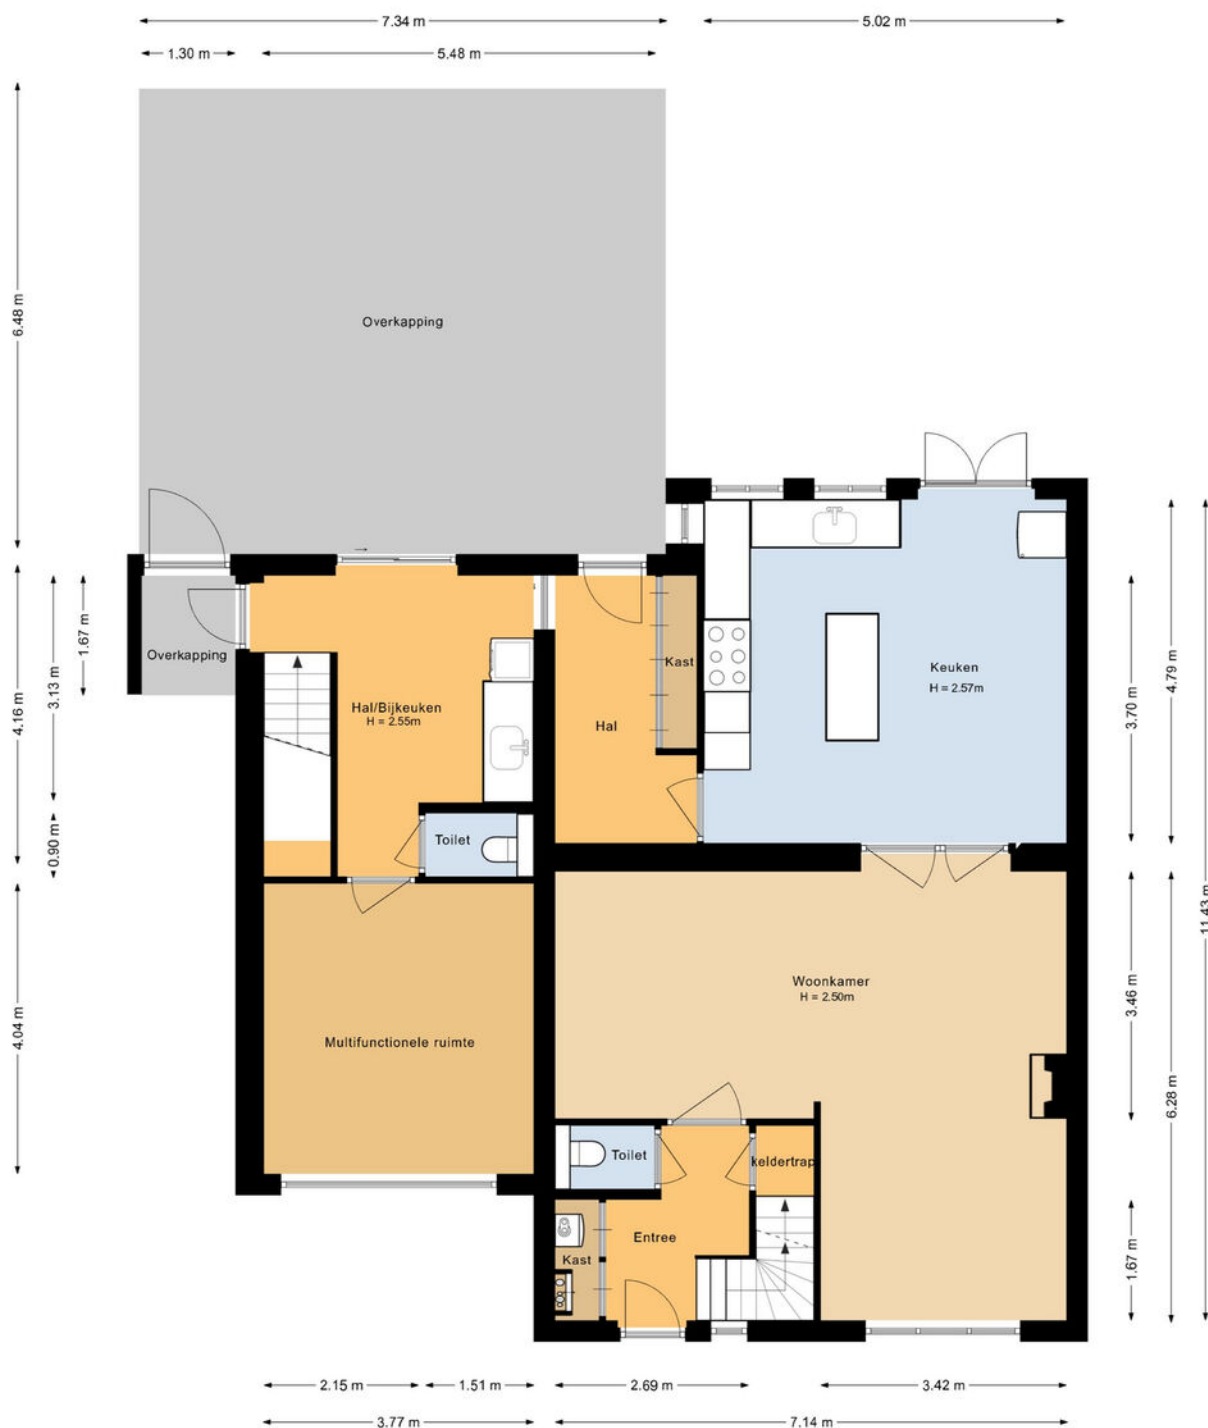 7.34 m
5.02 m
1.30 m
5.48 m
6.48 m
Overkapping
4.16 m
3.13 m
1.67 m
Overkapping
Hal/Bijkeuken
H = 2.55m
Kast
Hal
Keuken
H = 2.57m
3.70 m
4.79 m
11.43 m
0.90 m
Toilet
4.04 m
Multifunctionele ruimte
Woonkamer
H = 2.50m
3.46 m
6.28 m
Toilet
keldertrap
Entree
Kast
1.67 m
2.15 m
1.51 m
2.69 m
3.42 m
3.77 m
7.14 m